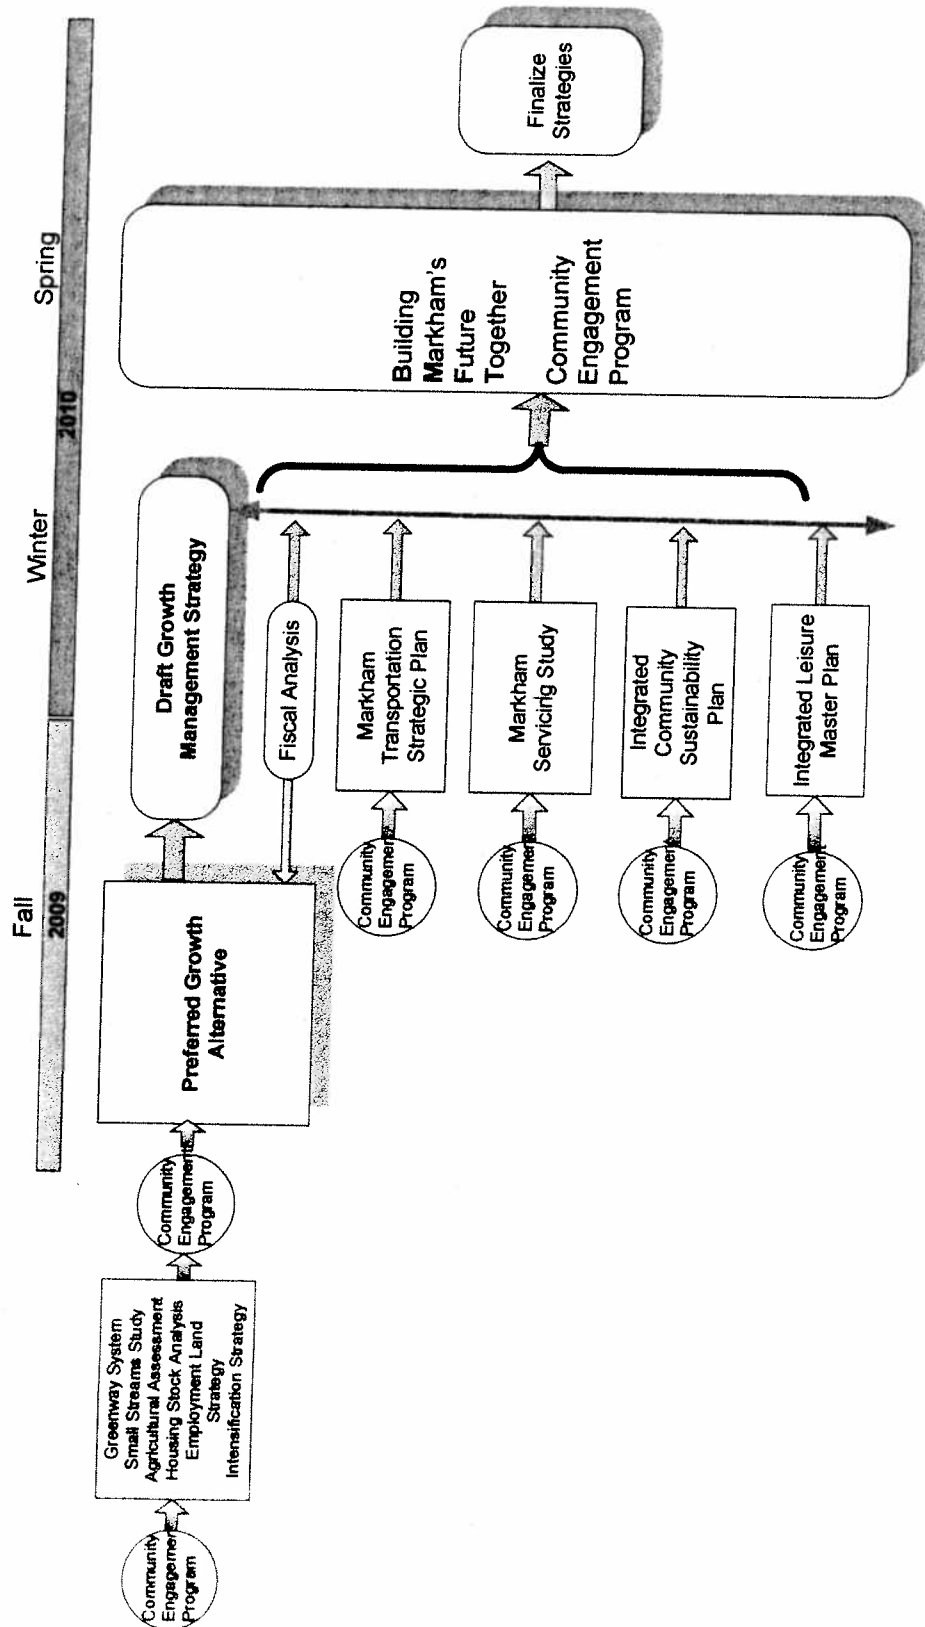 Fall
Winter
Spring
2009
2010
Community
Engagement
Program
Greenway System
Small Streams Study
Agricultural Assessment
Housing Stock Analysis
Employment Land
Strategy
Intensification Strategy
Community
Engagement
Program
Preferred Growth
Alternative
Draft Growth
Management Strategy
Fiscal Analysis
Community
Engagement
Program
Markham
Transportation
Strategic Plan
Community
Engagement
Program
Markham
Servicing Study
Community
Engagement
Program
Integrated
Community
Sustainability
Plan
Community
Engagement
Program
Integrated Leisure
Master Plan
Building
Markham's
Future
Together
Community
Engagement
Program
Finalize
Strategies